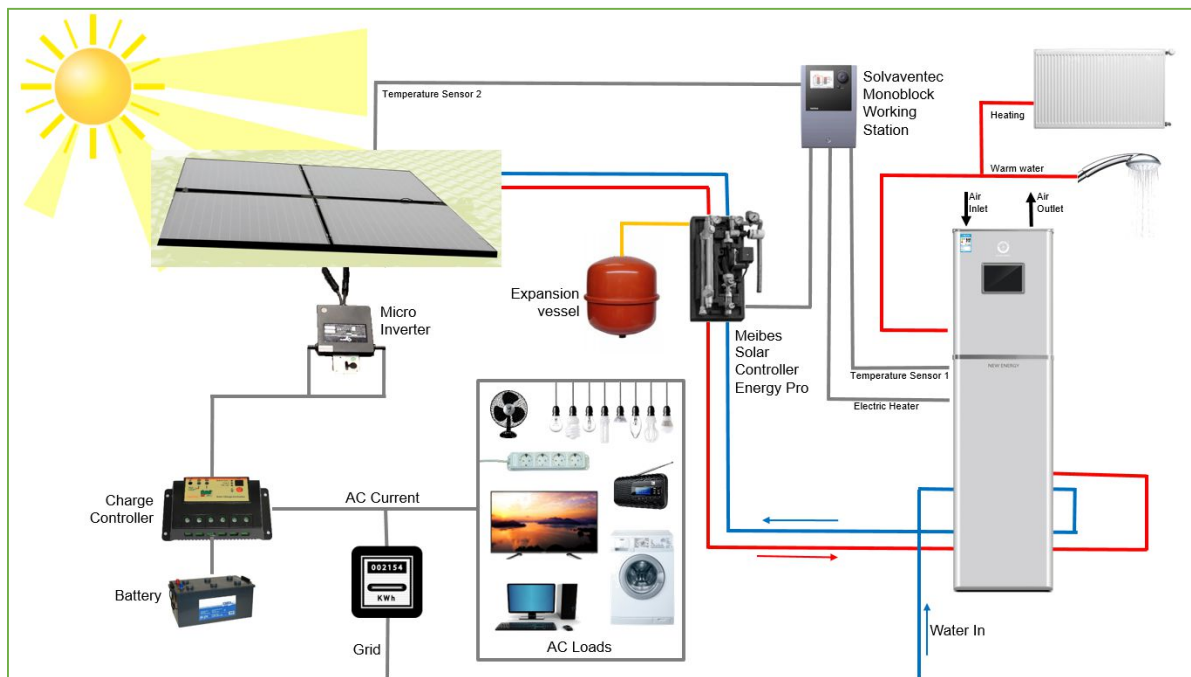 Temperature Sensor 2
Solvaventec
Monoblock
Working
Station
Heating
Warm water
Air
Inlet
Air
Outlet
Expansion
vessel
Micro
Inverter
Meibes
Solar
Controller
Energy Pro
NEW ENERGY
Temperature Sensor 1
Electric Heater
Charge
Controller
AC Current
002154
KWh
Battery
Grid
AC Loads
Water In